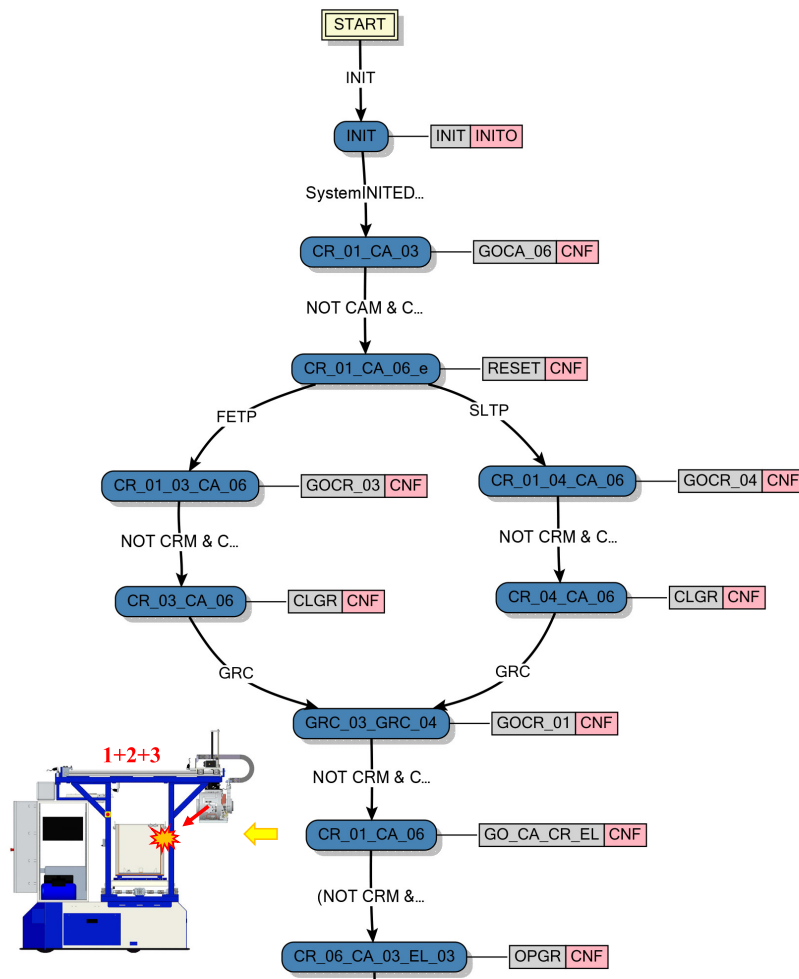 START
INIT
INIT INIT INITO
SystemINITED...
CR_01_CA_03 GOCA_06 CNF
NOT CAM & C...
CR_01_CA_06_e RESET CNF
FETP SLTP
CR_01_03_CA_06 GOCR_03 CNF CR_01_04_CA_06 GOCR_04 CNF
NOT CRM & C... NOT CRM & C...
CR_03_CA_06 CLGR CNF CR_04_CA_06 CLGR CNF
GRC GRC
GRC_03_GRC_04 GOCR_01 CNF
1+2+3
NOT CRM & C...
CR_01_CA_06 GO_CA_CR_EL CNF
(NOT CRM &...
CR_06_CA_03_EL_03 OPGR CNF